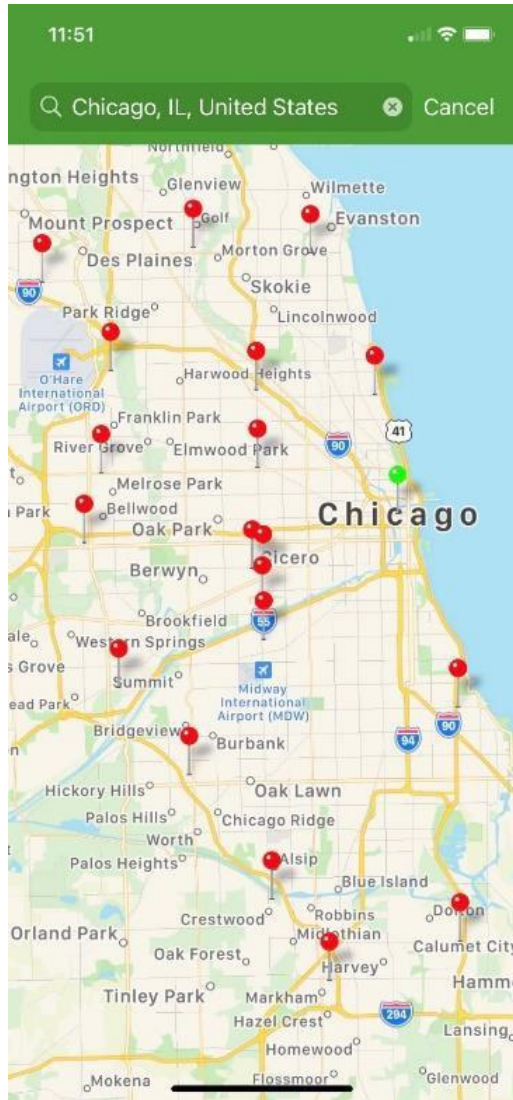 11:51
Chicago, IL, United States
Cancel
Northfield
ngton Heights
Glenview
Wilmette
Mount Prospect
Golf
Evanston
Des Plaines
Morton Grove
90
Skokie
Park Ridge
Lincolnwood
O'Hare
International
Airport (ORD)
Harwood Heights
Franklin Park
41
90
River Grove
Elmwood Park
t
Melrose Park
n Park
Bellwood
Chicago
Oak Park
Cicero
Berwyn
Brookfield
55
ale
Western Springs
s Grove
Summit
Midway
International
Airport (MDW)
ead Park
90
Bridgeview
94
n
Burbank
Hickory Hills
Oak Lawn
Palos Hills
Chicago Ridge
Worth
t
Palos Heights
Alsip
Blue Island
Crestwood
Robbins
Dolton
Orland Park
Midlothian
Oak Forest
Calumet City
Harvey
Tinley Park
Markham
Hamm
Hazel Crest
294
Lansing
Homewood
Mokena
Flossmoor
Glenwood